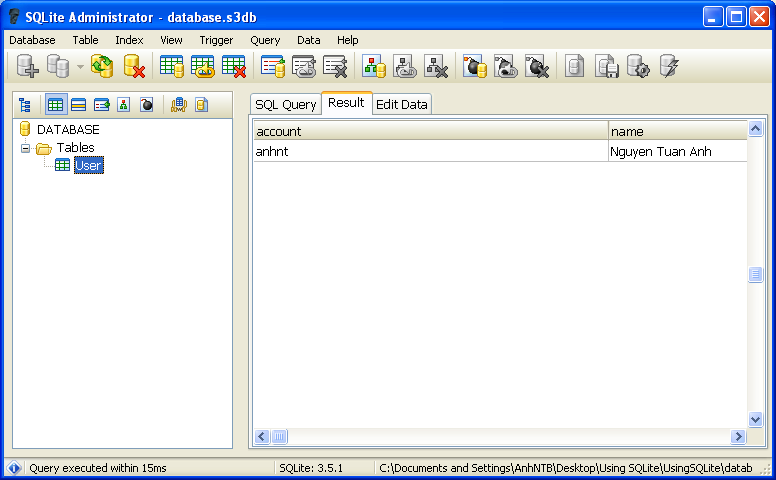 SQLite Administrator - database.s3db
Database Table Index View Trigger Query Data Help
SQL Query Result Edit Data
DATABASE
Tables
User
account name
anhnt Nguyen Tuan Anh
Query executed within 15ms SQLite: 3.5.1 C:\Documents and Settings\AnhNTB\Desktop\Using SQLite\UsingSQLite\datab